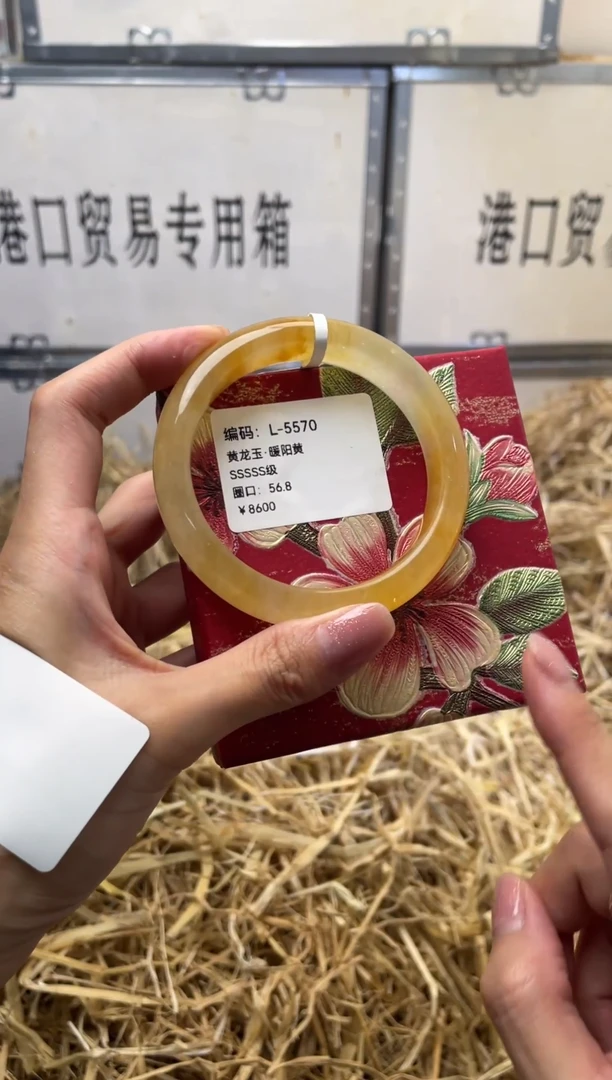 港口贸易专用箱
港口贸
编码：L-5570
黄龙玉·暖阳黄
SSSSS级
圈口：56.8
￥8600